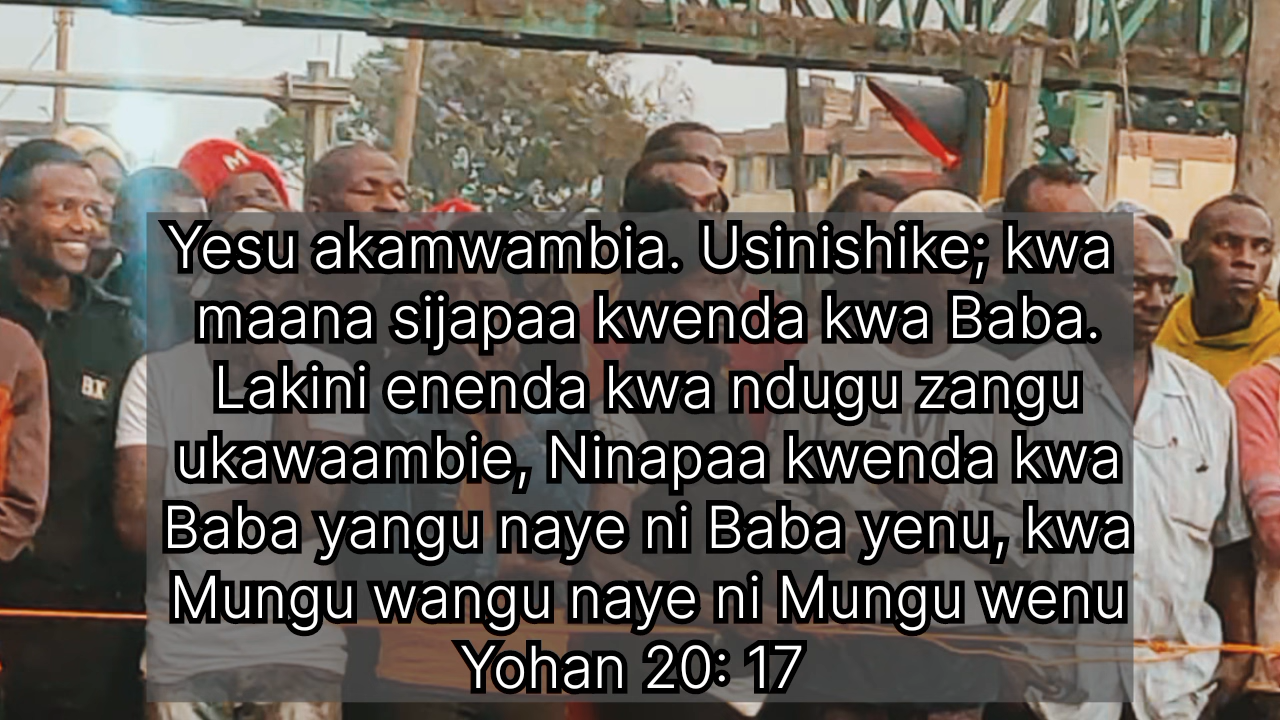 M
BK
Yesu akamwambia. Usinishike; kwa
maana sijapaa kwenda kwa Baba.
Lakini enenda kwa ndugu zangu
ukawaambie, Ninapaa kwenda kwa
Baba yangu naye ni Baba yenu, kwa
Mungu wangu naye ni Mungu wenu
Yohan 20: 17